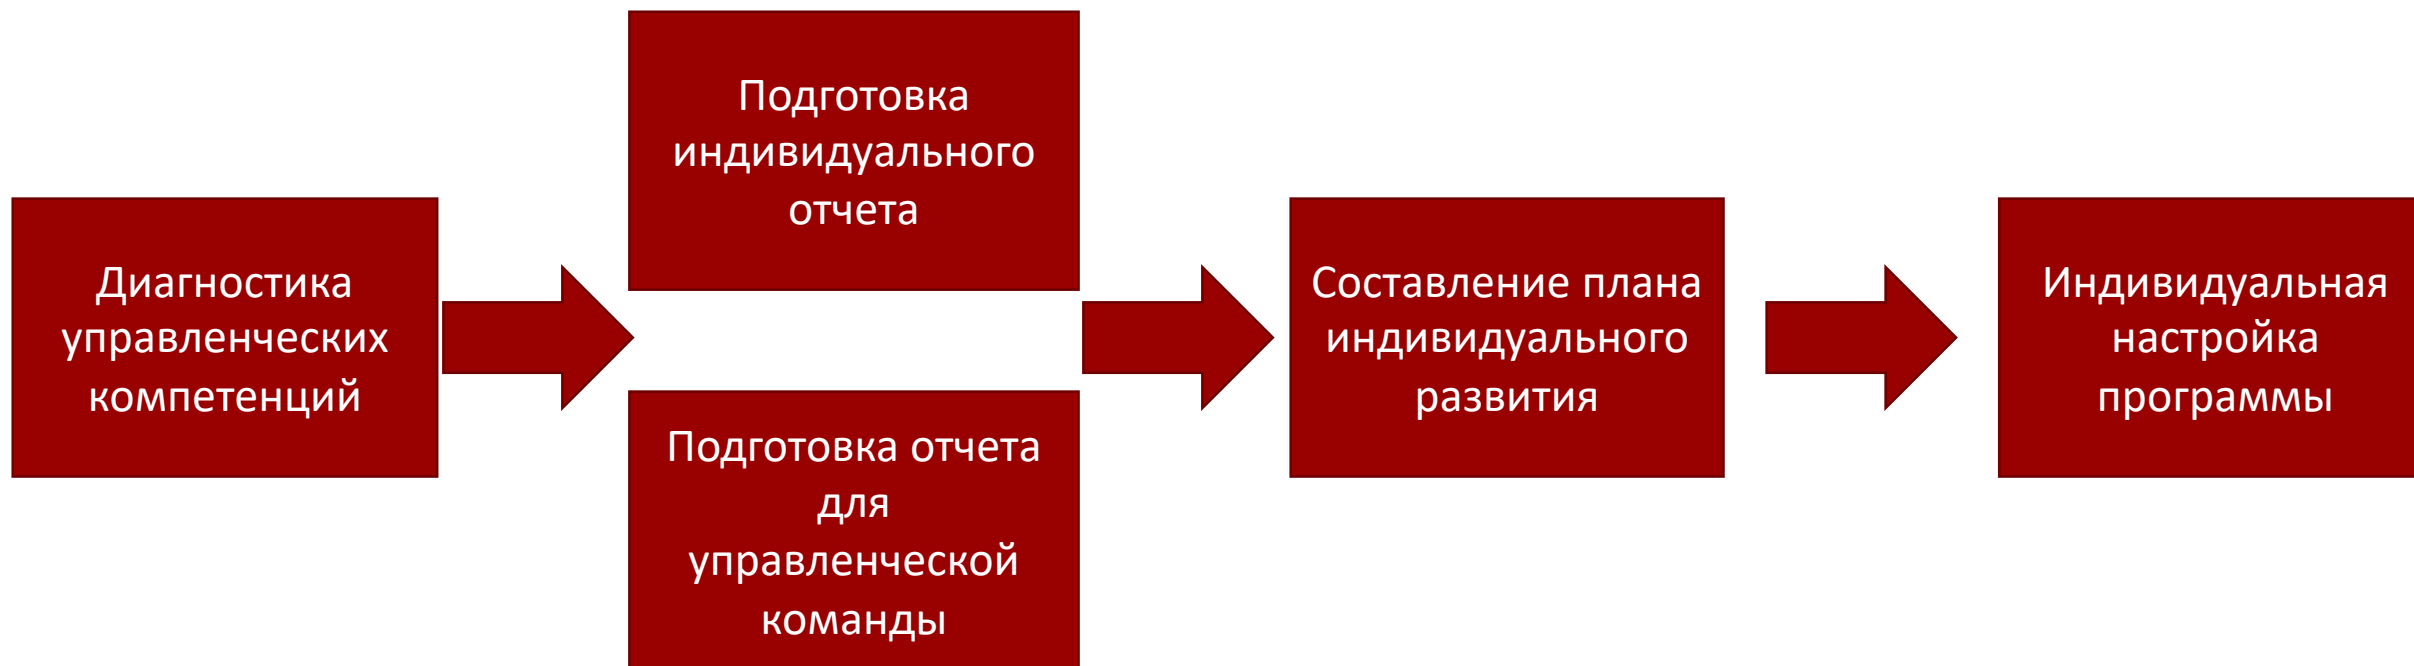 Диагностика
управленческих
компетенций
Подготовка
индивидуального
отчета
Подготовка отчета
для
управленческой
команды
Составление плана
индивидуального
развития
Индивидуальная
настройка
программы